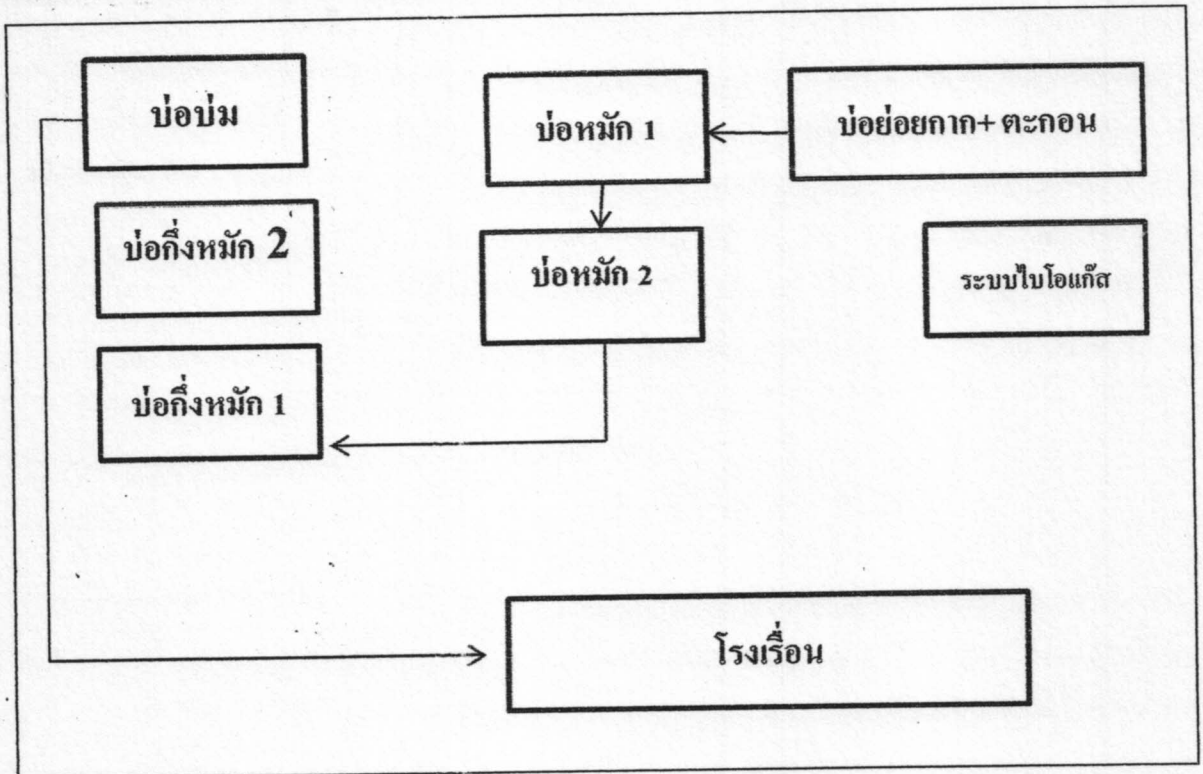 บ่อบ่ม
บ่อหมัก 1
บ่อย่อยกาก+ ตะกอน
บ่อกึ่งหมัก 2
บ่อหมัก 2
ระบบไบโอแก๊ส
บ่อกึ่งหมัก 1
โรงเรื่อน